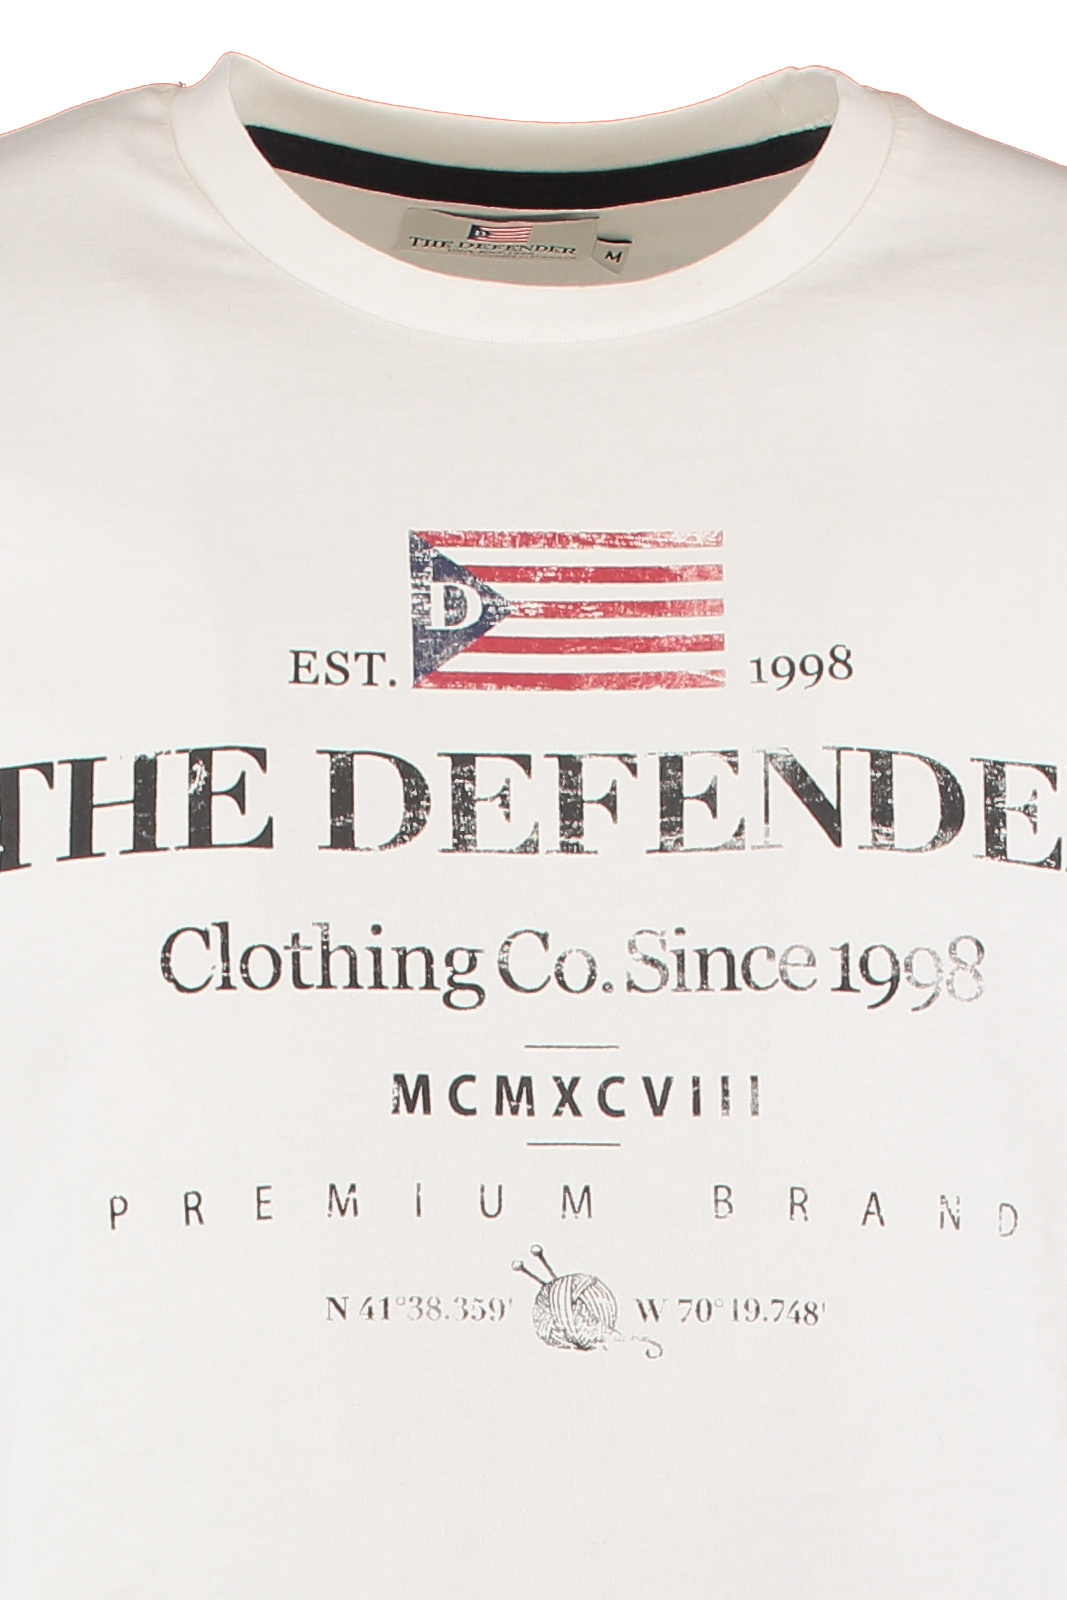 THE DEFENDER
M
D
EST. 1998
THE DEFENDE
Clothing Co. Since 1998
MCMXCVIII
PREMIUM BRAND
N 41°38.359' W 70°19.748'